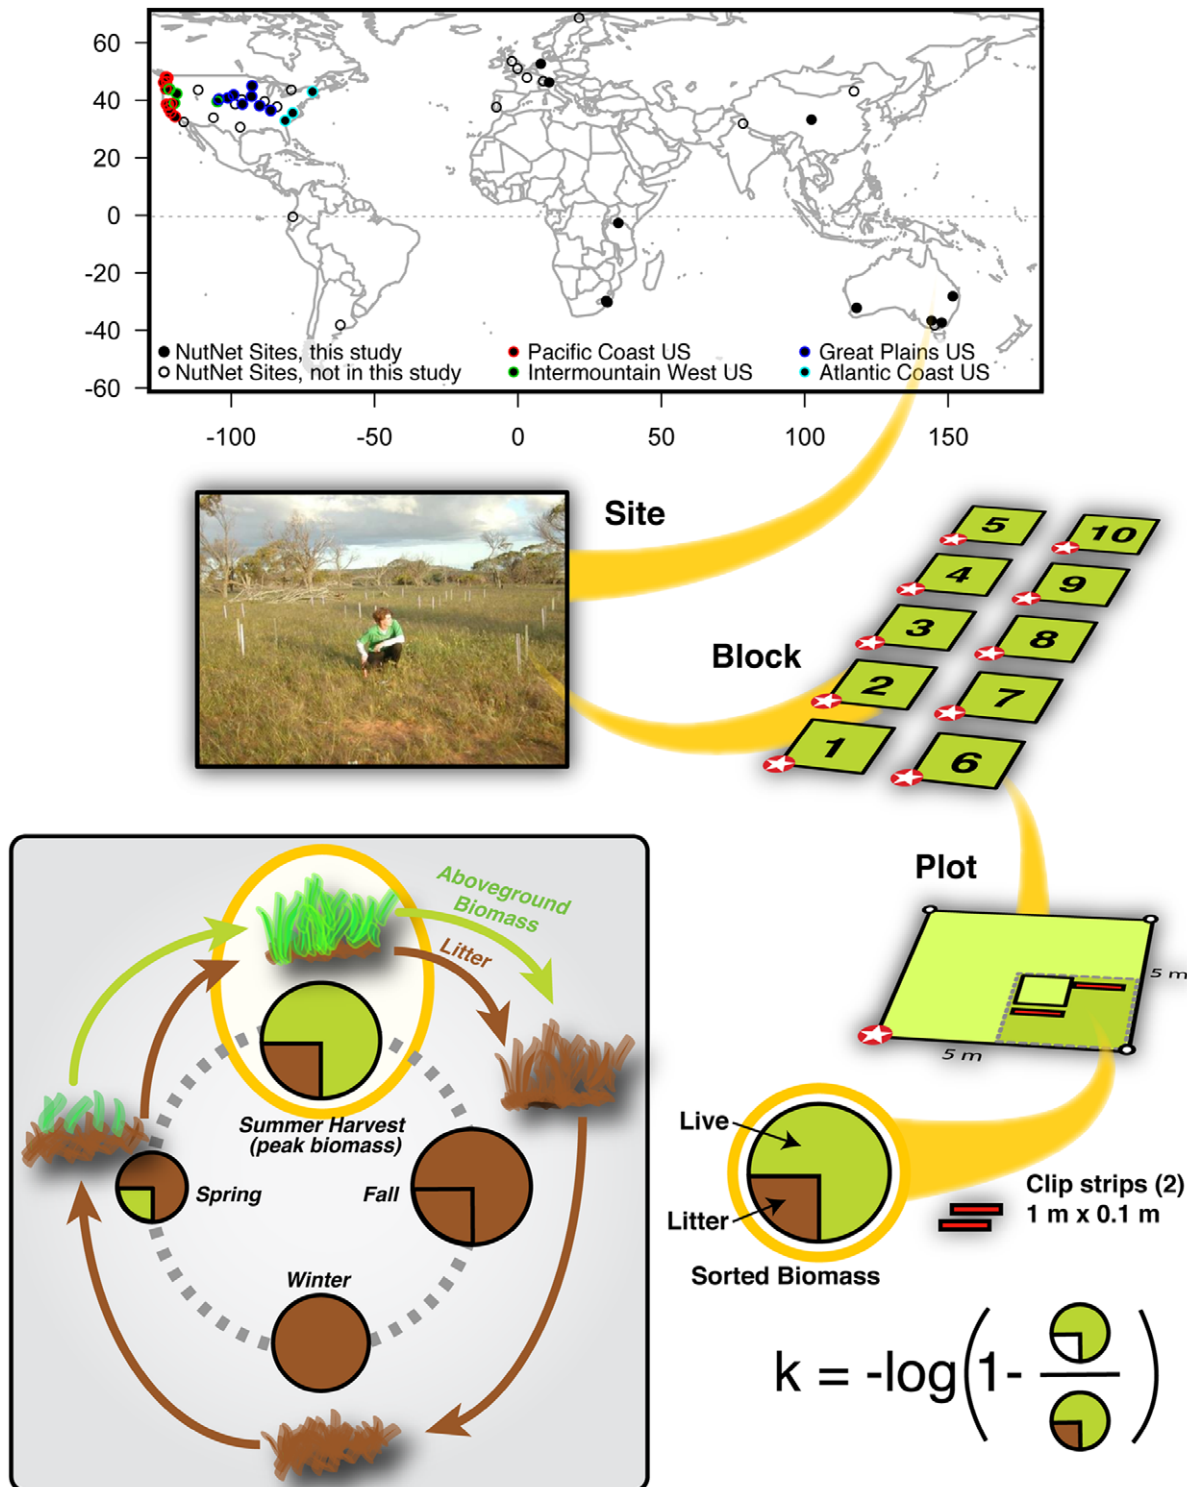 60
40
20
0
-20
-40
-60
NutNet Sites, this study
NutNet Sites, not in this study
Pacific Coast US
Intermountain West US
Great Plains US
Atlantic Coast US
-100 -50 0 50 100 150
Site
Block
5 10
4 9
3 8
2 7
1 6
Plot
5 m
5 m
Aboveground
Biomass
Litter
Summer Harvest
(peak biomass)
Spring
Fall
Winter
Live
Litter
Sorted Biomass
Clip strips (2)
1 m x 0.1 m
k = -log(1- )